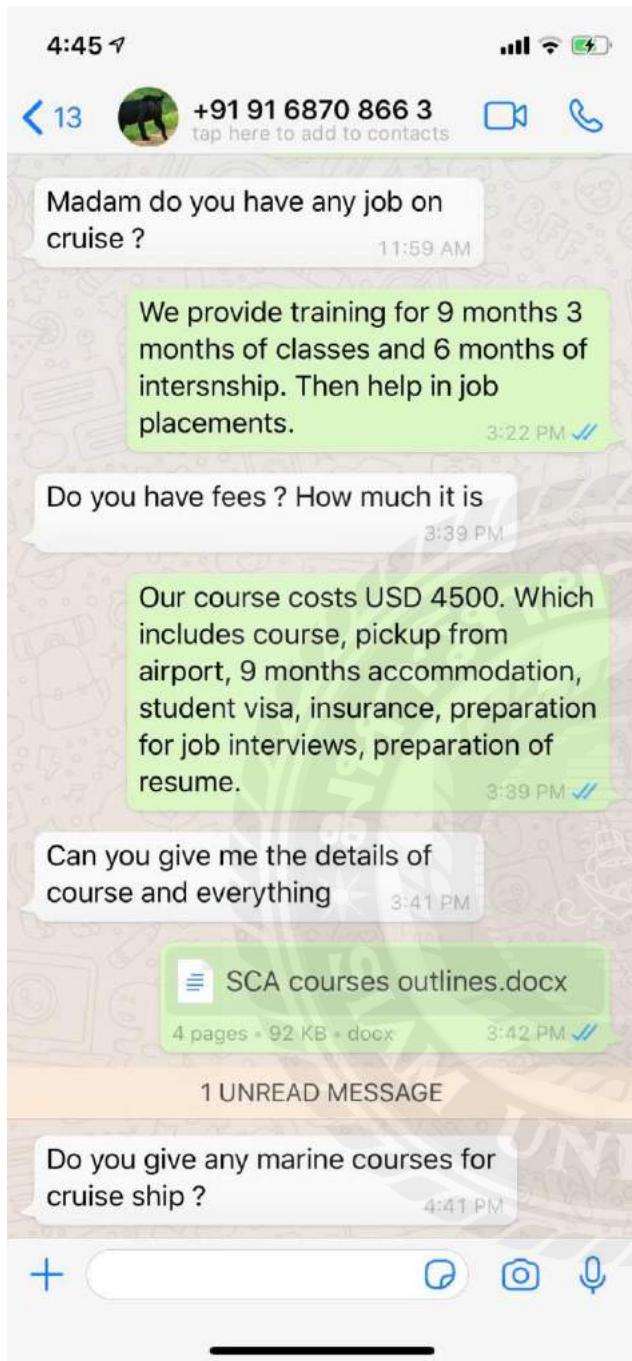 4:45
13
+91 91 6870 866 3
tap here to add to contacts
Madam do you have any job on
cruise ?
11:59 AM
We provide training for 9 months 3
months of classes and 6 months of
intersnship. Then help in job
placements.
3:22 PM
Do you have fees ? How much it is
3:39 PM
Our course costs USD 4500. Which
includes course, pickup from
airport, 9 months accommodation,
student visa, insurance, preparation
for job interviews, preparation of
resume.
3:39 PM
Can you give me the details of
course and everything
3:41 PM
SCA courses outlines.docx
4 pages • 92 KB • docx
3:42 PM
1 UNREAD MESSAGE
Do you give any marine courses for
cruise ship ?
4:41 PM